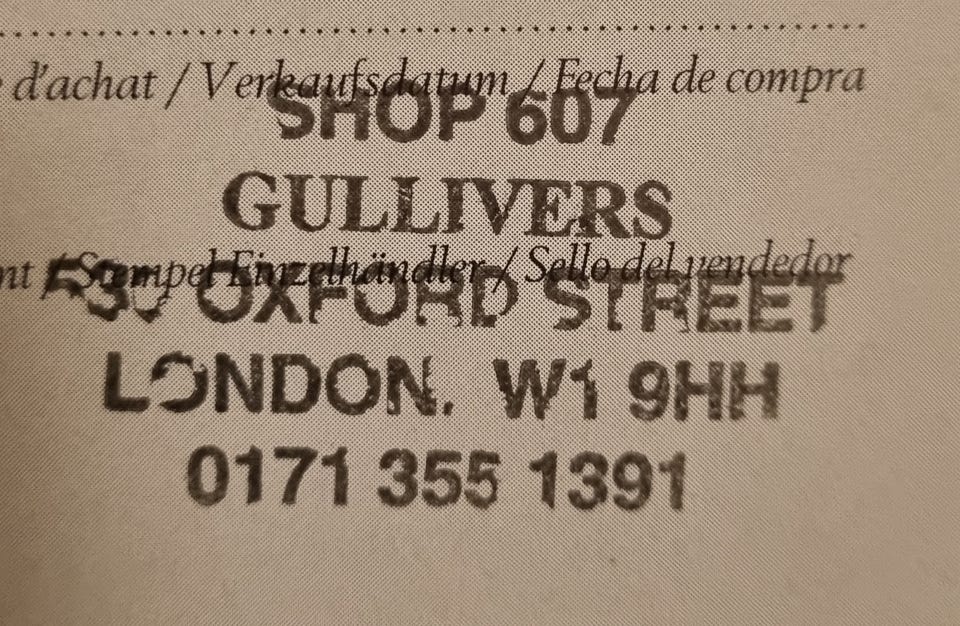 d'achat / Verkaufsdatum / Fecha de compra
SHOP 607
GULLIVERS
/ Stempel Einzelhändler / Sello del vendedor
OXFORD STREET
LONDON. W1 9HH
0171 355 1391